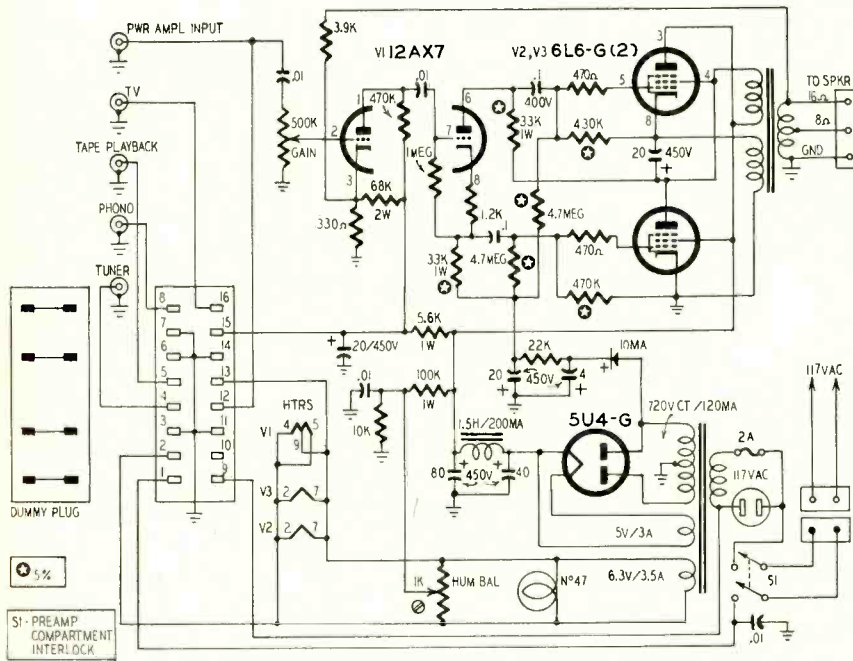 PWR AMPL INPUT
TV
TAPE PLAYBACK
PHONO
TUNER
.01
500K
GAIN
3.9K
V1 12AX7
1
2
3
470K
.01
68K
2W
330Ω
1 MEG
6
7
8
1.2K
33K
1W
.1
400V
V2, V3 6L6-G (2)
470Ω
5
3
4
8
430K
20
450V
+
33K
1W
4.7MEG
.1
4.7MEG
470Ω
470K
TO SPKR
16Ω
8Ω
GND
8
7
6
5
4
3
2
1
16
15
14
13
12
11
10
9
DUMMY PLUG
5.6K
1W
+
20/450V
.01
100K
1W
10K
HTRS
V1
4
5
9
V3
2
7
V2
2
7
22K
10MA
+
20
+
450V
4
+
1.5H/200MA
80
+
450V
+
40
5U4-G
720V CT/120MA
5V/3A
6.3V/3.5A
2A
117VAC
117VAC
1K
HUM BAL
Nº47
S1
.01
5%
S1 - PREAMP
COMPARTMENT
INTERLOCK